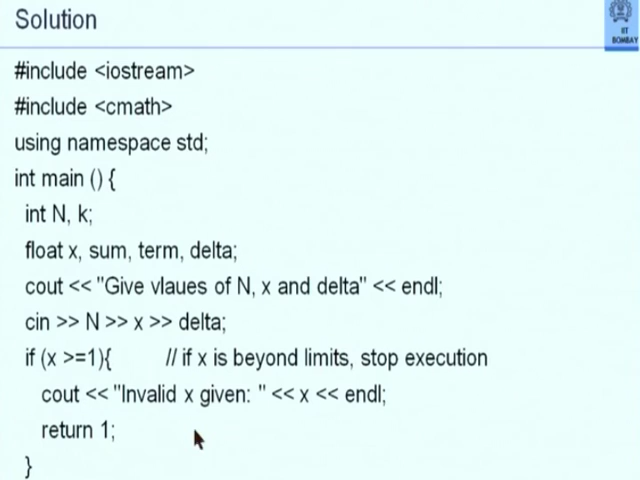 Solution
IIT
BOMBAY
#include <iostream>
#include <cmath>
using namespace std;
int main () {
int N, k;
float x, sum, term, delta;
cout << "Give vlaues of N, x and delta" << endl;
cin >> N >> x >> delta;
if (x >=1){ // if x is beyond limits, stop execution
cout << "Invalid x given: " << x << endl;
return 1;
}